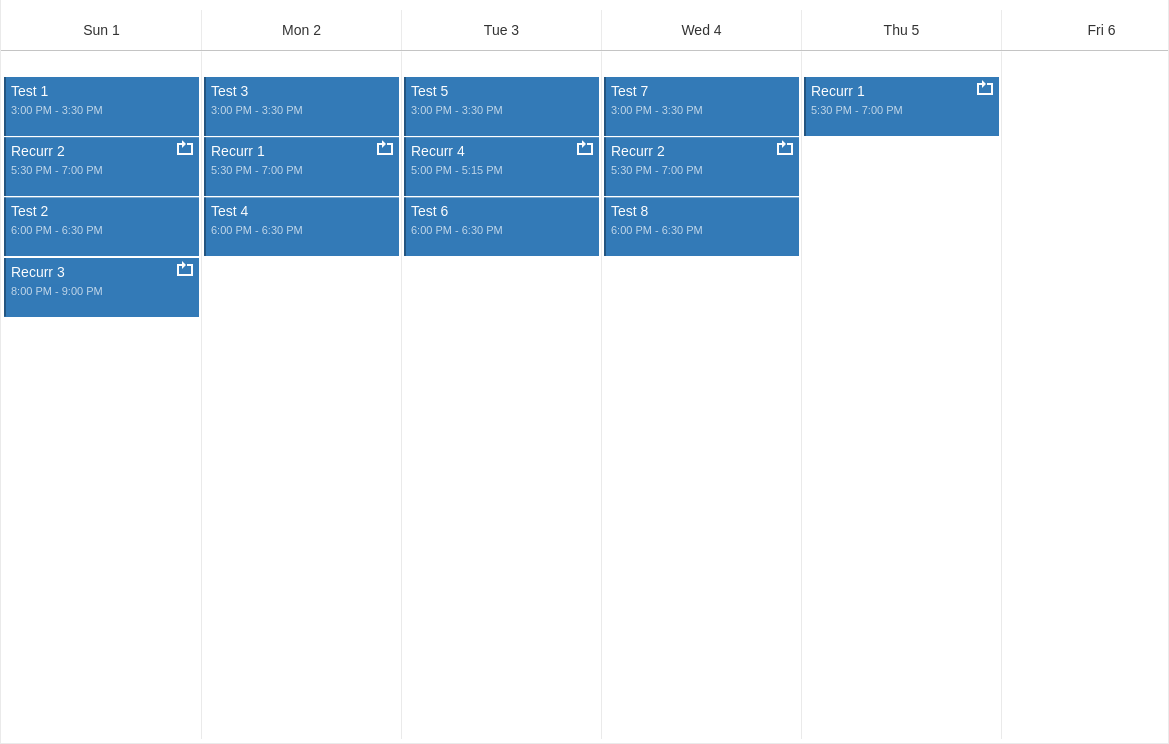 Sun 1
Mon 2
Tue 3
Wed 4
Thu 5
Fri 6
Test 1
3:00 PM - 3:30 PM
Recurr 2
5:30 PM - 7:00 PM
Test 2
6:00 PM - 6:30 PM
Recurr 3
8:00 PM - 9:00 PM
Test 3
3:00 PM - 3:30 PM
Recurr 1
5:30 PM - 7:00 PM
Test 4
6:00 PM - 6:30 PM
Test 5
3:00 PM - 3:30 PM
Recurr 4
5:00 PM - 5:15 PM
Test 6
6:00 PM - 6:30 PM
Test 7
3:00 PM - 3:30 PM
Recurr 2
5:30 PM - 7:00 PM
Test 8
6:00 PM - 6:30 PM
Recurr 1
5:30 PM - 7:00 PM